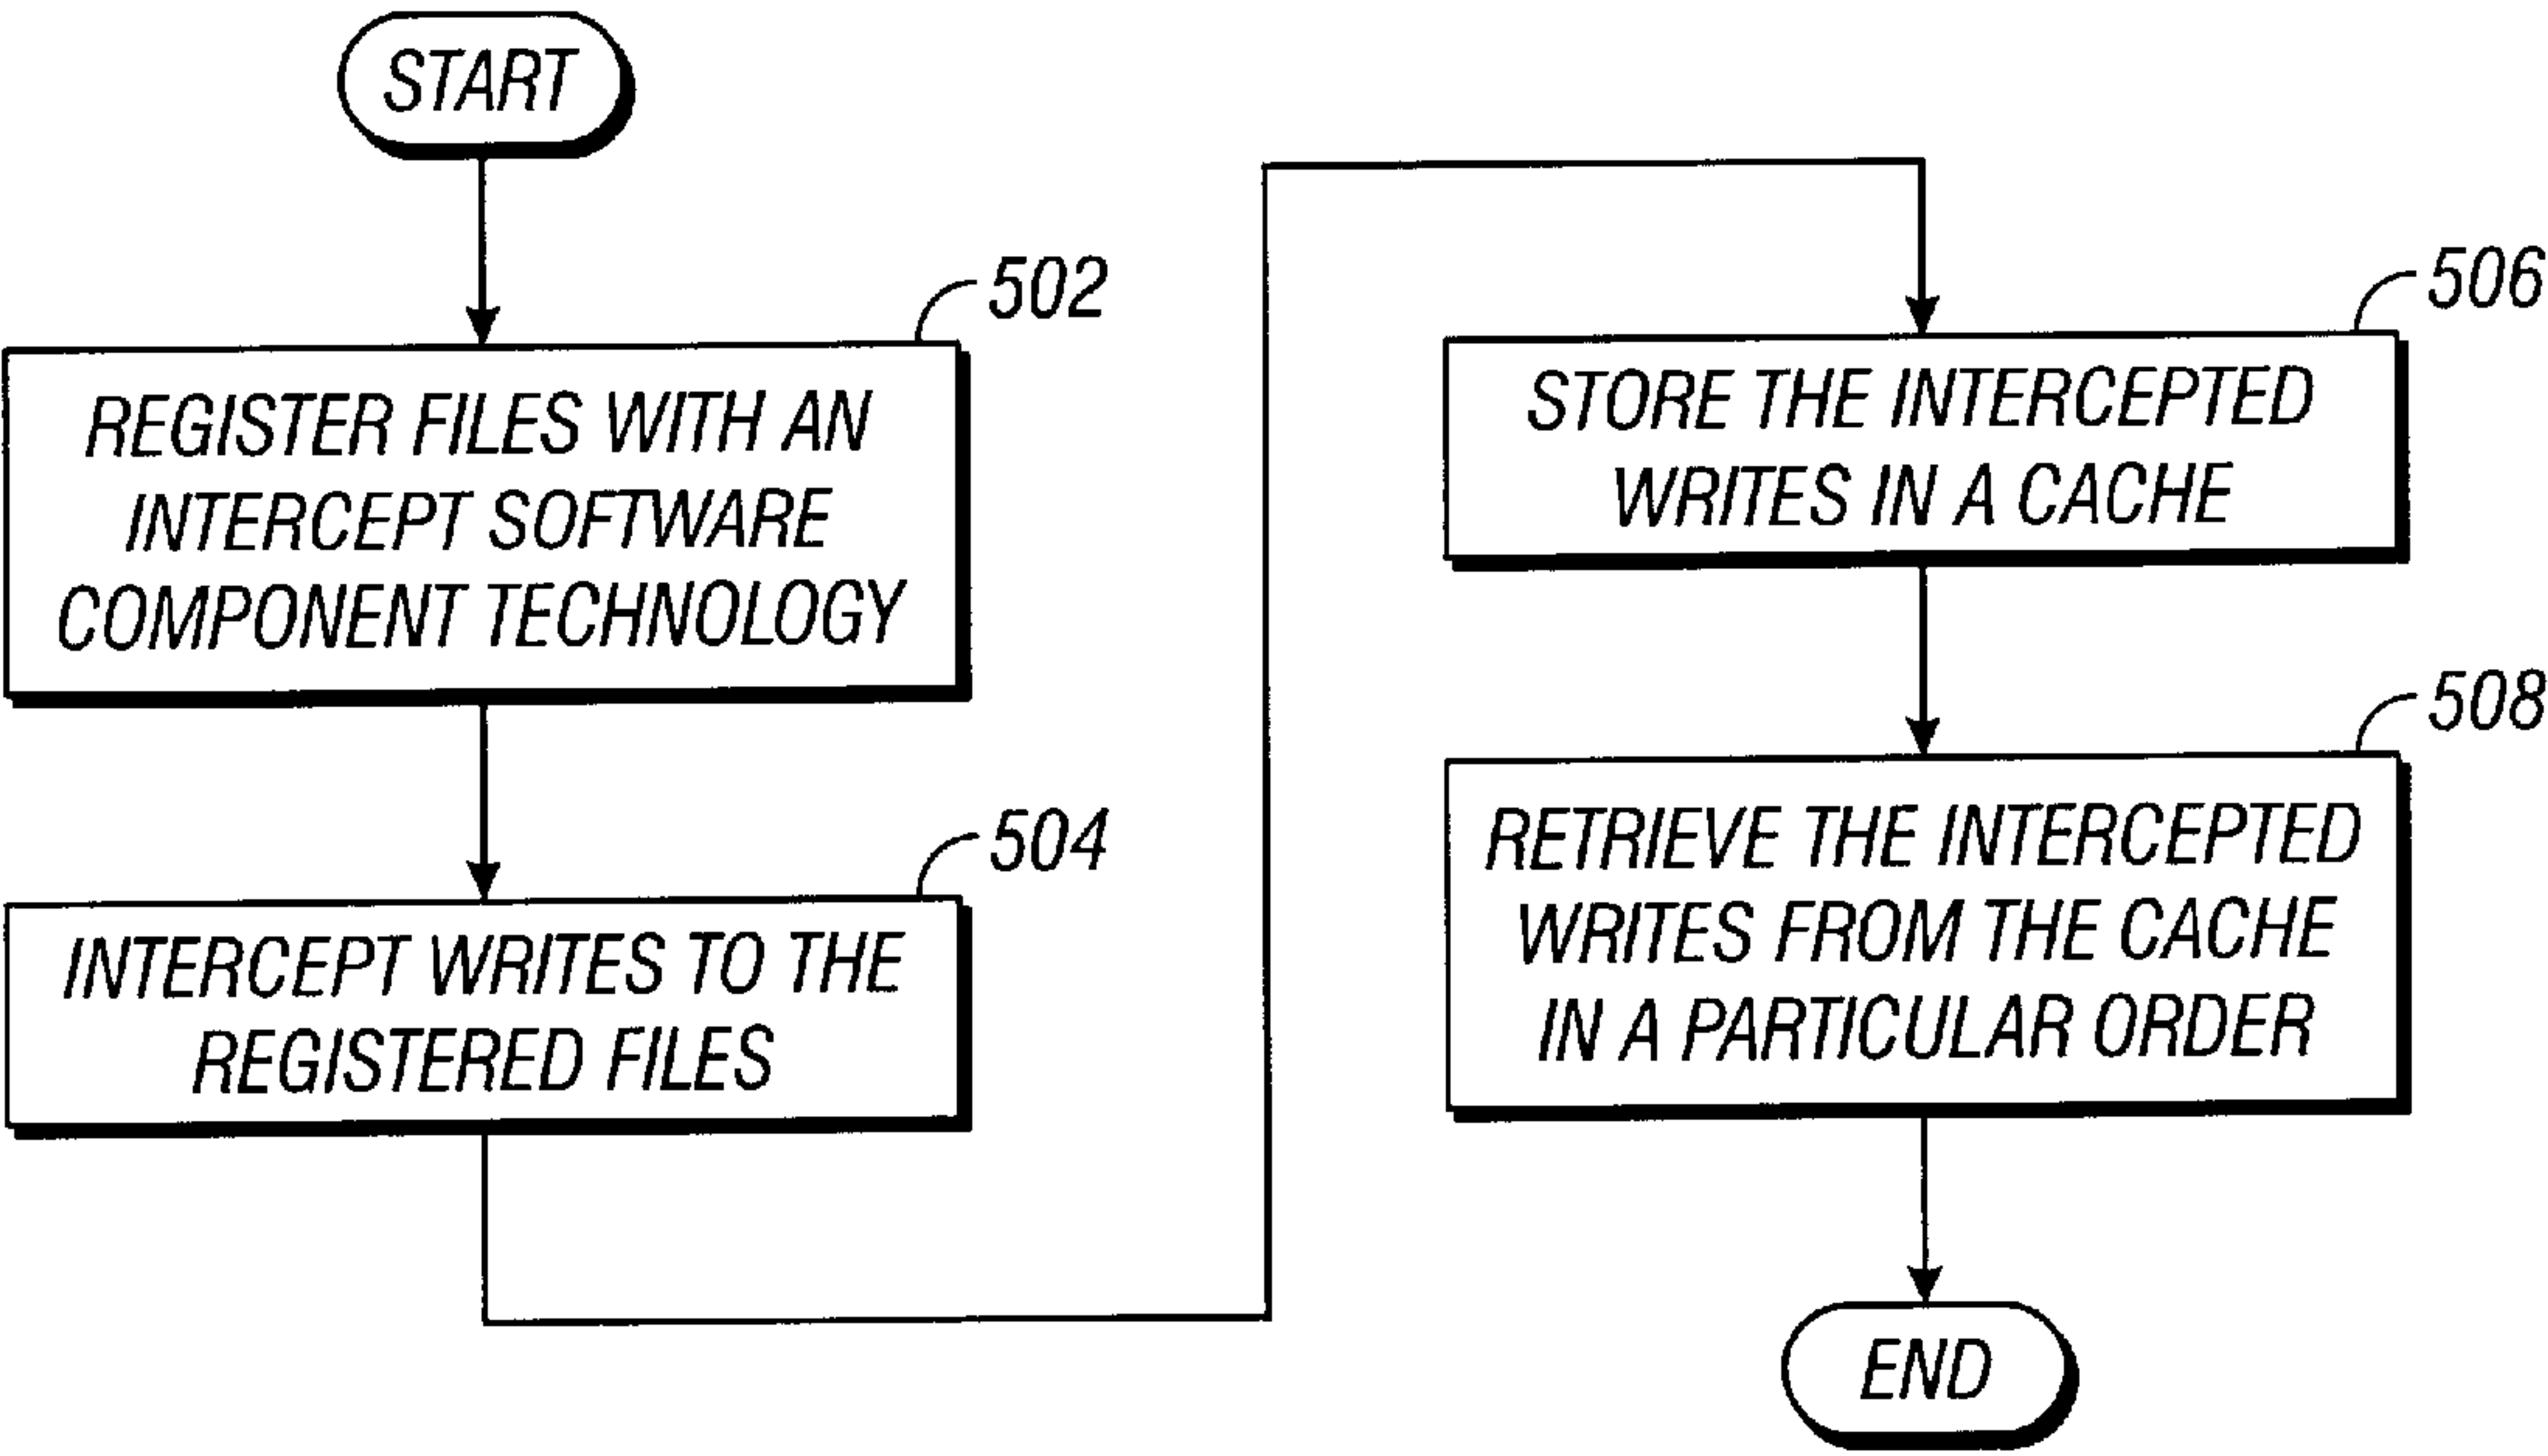 START
502
REGISTER FILES WITH AN
INTERCEPT SOFTWARE
COMPONENT TECHNOLOGY
504
INTERCEPT WRITES TO THE
REGISTERED FILES
506
STORE THE INTERCEPTED
WRITES IN A CACHE
508
RETRIEVE THE INTERCEPTED
WRITES FROM THE CACHE
IN A PARTICULAR ORDER
END